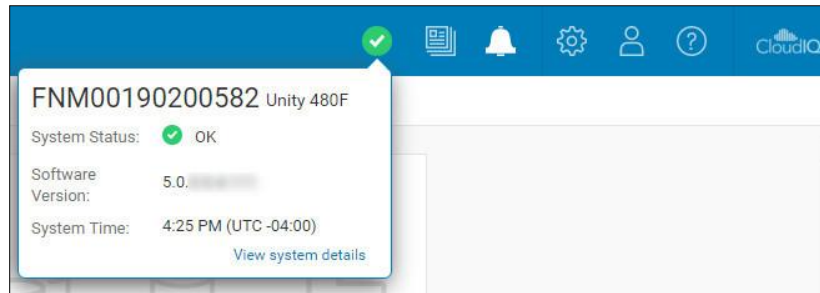 CloudIQ
FNM00190200582 Unity 480F
System Status: OK
Software
Version:
5.0.
System Time: 4:25 PM (UTC -04:00)
View system details